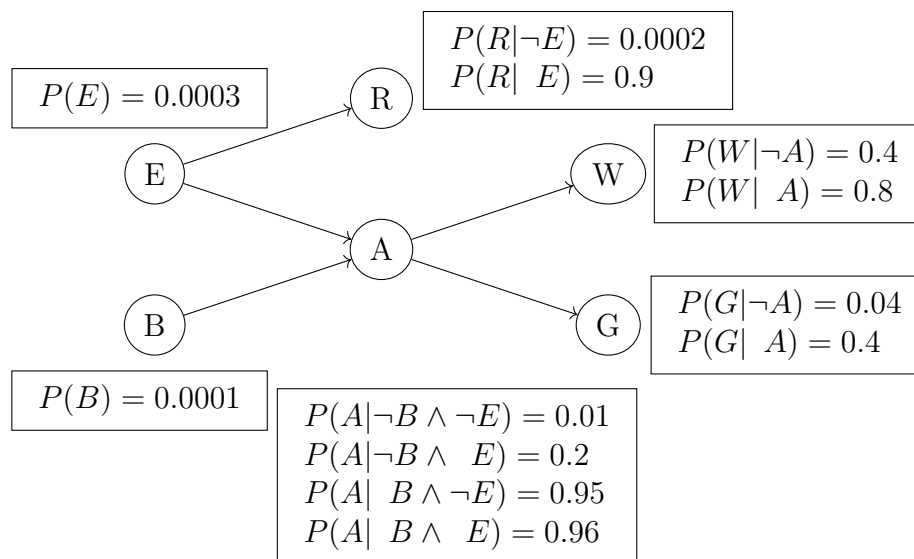 P(R|¬E) = 0.0002
P(R| E) = 0.9
P(E) = 0.0003
R
E
P(W|¬A) = 0.4
P(W| A) = 0.8
W
A
B
G
P(G|¬A) = 0.04
P(G| A) = 0.4
P(B) = 0.0001
P(A|¬B ∧ ¬E) = 0.01
P(A|¬B ∧ E) = 0.2
P(A| B ∧ ¬E) = 0.95
P(A| B ∧ E) = 0.96